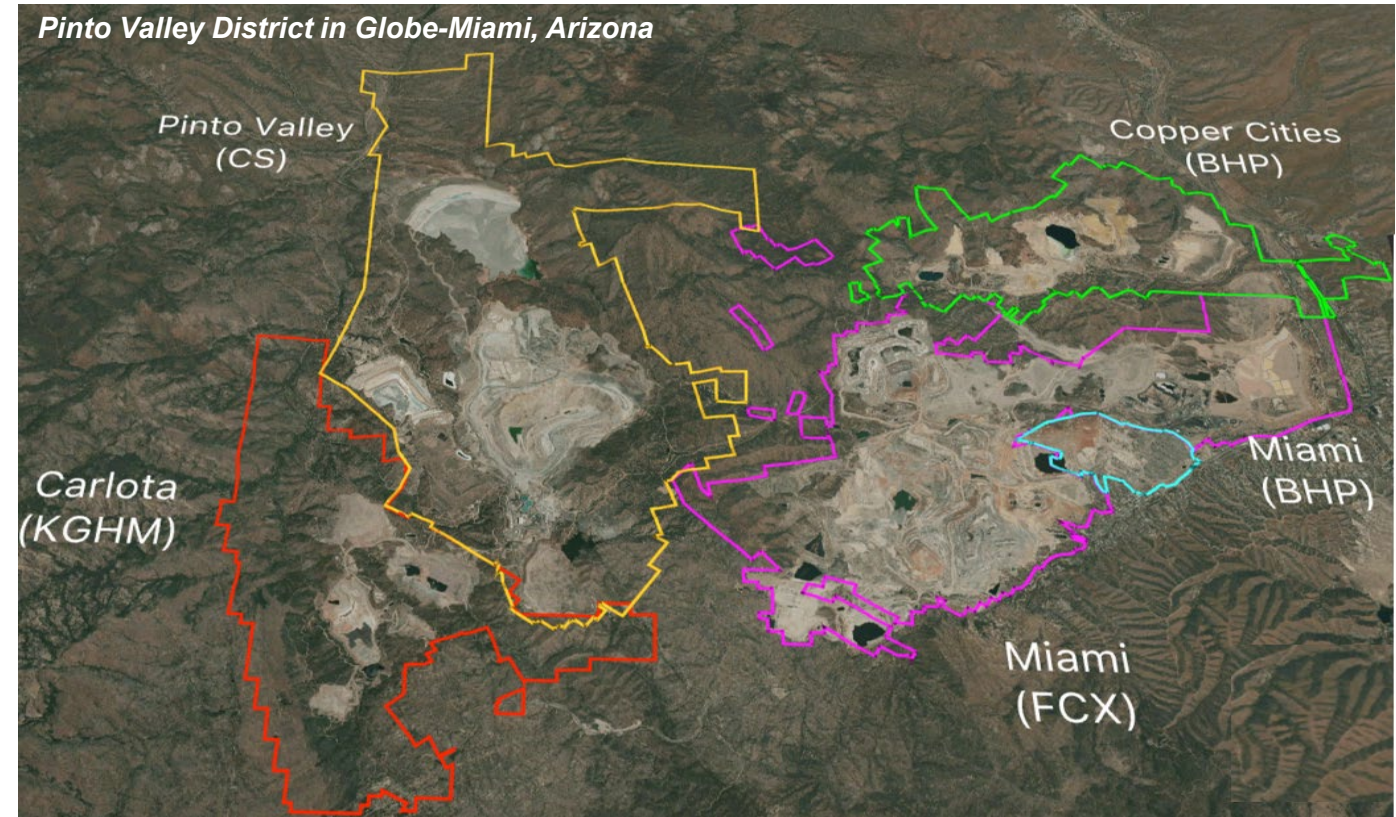 Pinto Valley District in Globe-Miami, Arizona
Pinto Valley
(CS)
Copper Cities
(BHP)
Carlota
(KGHM)
Miami
(BHP)
Miami
(FCX)